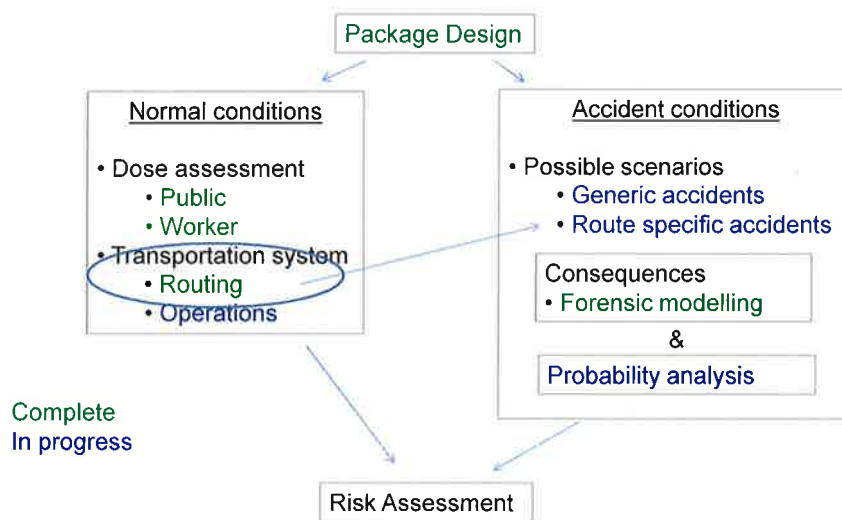 Package Design
Normal conditions
• Dose assessment
• Public
• Worker
• Transportation system
• Routing
• Operations
Accident conditions
• Possible scenarios
• Generic accidents
• Route specific accidents
Consequences
• Forensic modelling
&
Probability analysis
Complete
In progress
Risk Assessment